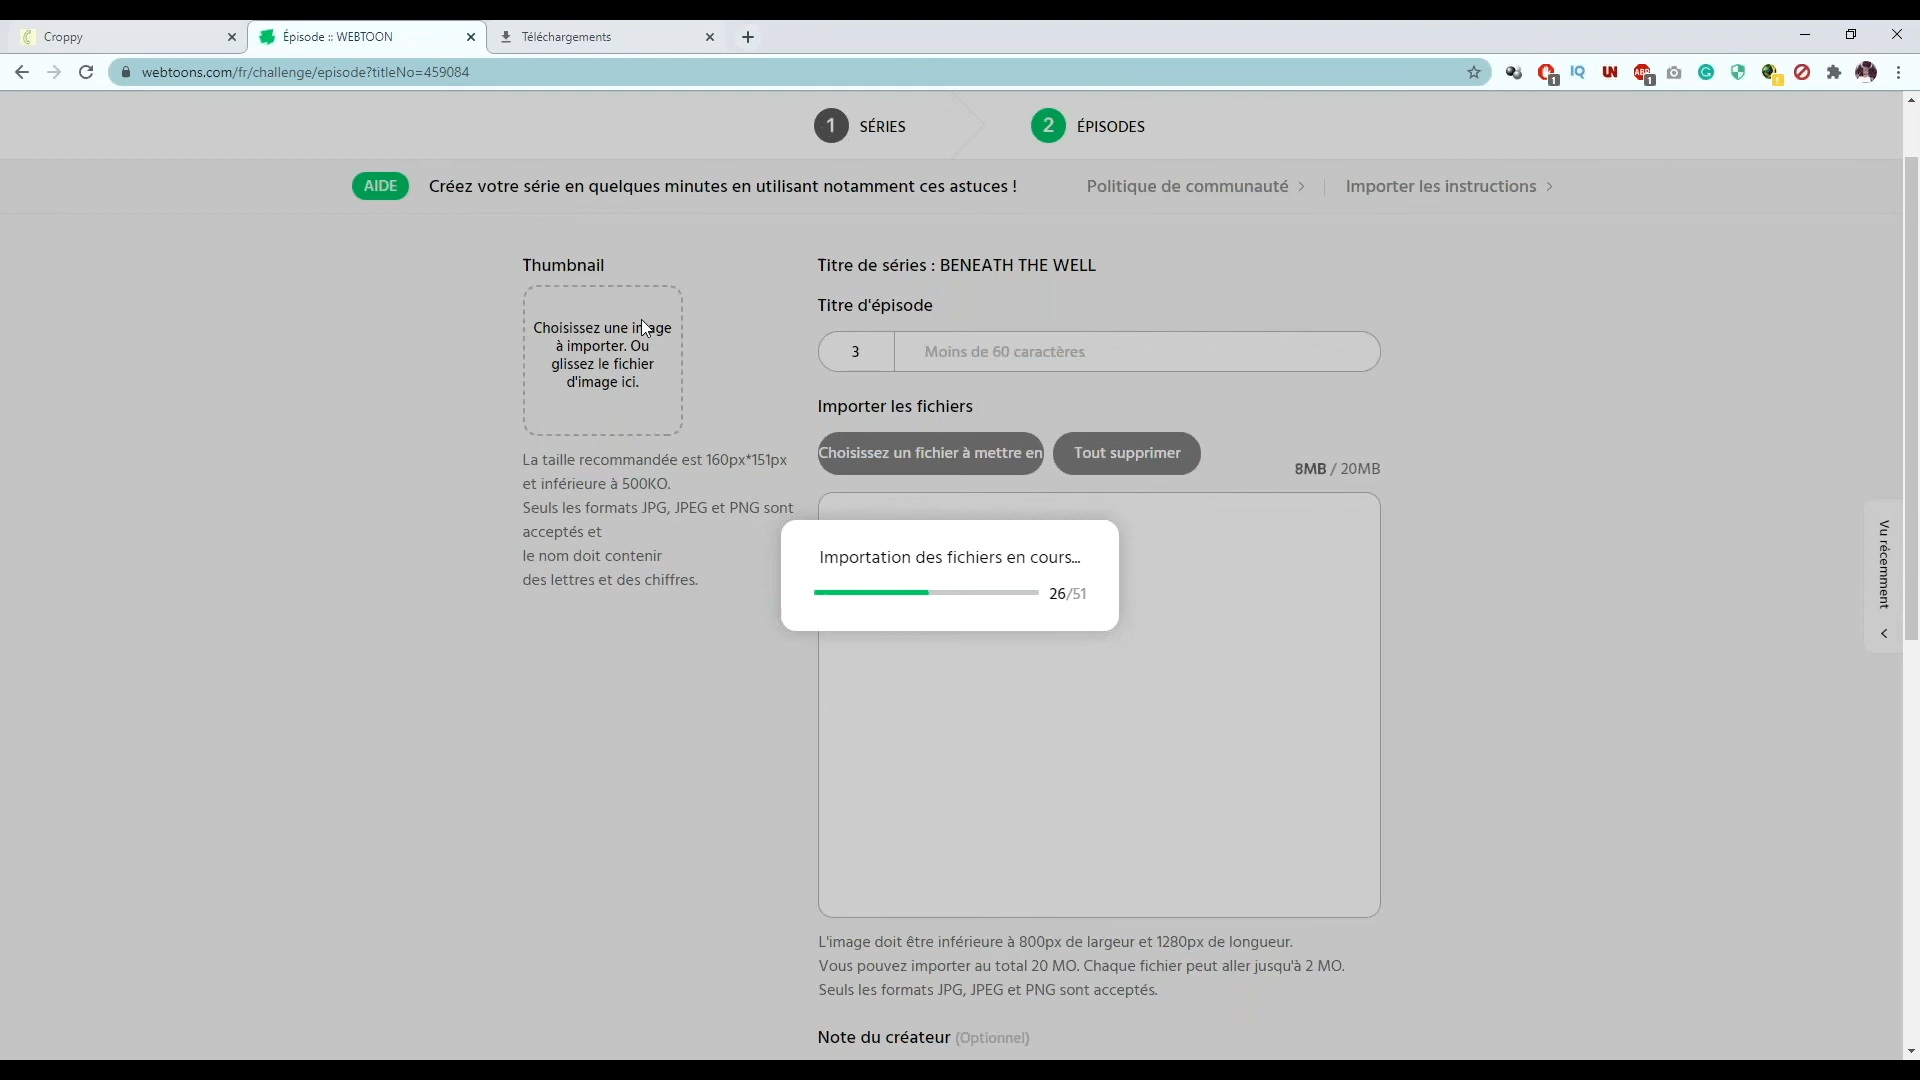 Croppy
Épisode :: WEBTOON
Téléchargements
webtoons.com/fr/challenge/episode?titleNo=459084
1 SÉRIES
2 ÉPISODES
AIDE
Créez votre série en quelques minutes en utilisant notamment ces astuces !
Politique de communauté
Importer les instructions
Thumbnail
Choisissez une image
à importer. Ou
glissez le fichier
d'image ici.
La taille recommandée est 160px*151px
et inférieure à 500KO.
Seuls les formats JPG, JPEG et PNG sont
acceptés et
le nom doit contenir
des lettres et des chiffres.
Titre de séries : BENEATH THE WELL
Titre d'épisode
3
Moins de 60 caractères
Importer les fichiers
Choisissez un fichier à mettre en
Tout supprimer
8MB / 20MB
Importation des fichiers en cours...
26/51
L'image doit être inférieure à 800px de largeur et 1280px de longueur.
Vous pouvez importer au total 20 MO. Chaque fichier peut aller jusqu'à 2 MO.
Seuls les formats JPG, JPEG et PNG sont acceptés.
Note du créateur (Optionnel)
Vu récemment